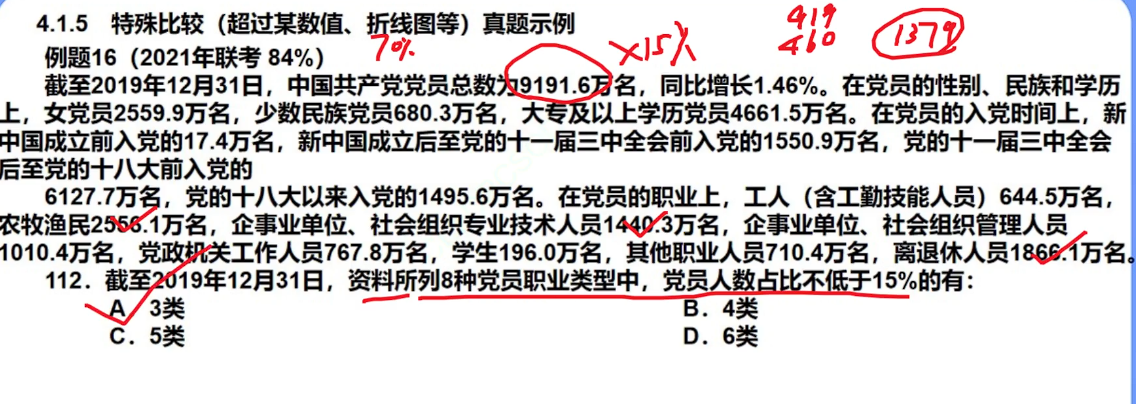 4.1.5 特殊比较（超过某数值、折线图等）真题示例
419
460
1379
7%
×15%
例题16（2021年联考 84%）
截至2019年12月31日，中国共产党党员总数为9191.6万名，同比增长1.46%。在党员的性别、民族和学历
上，女党员2559.9万名，少数民族党员680.3万名，大专及以上学历党员4661.5万名。在党员的入党时间上，新
中国成立前入党的17.4万名，新中国成立后至党的十一届三中全会前入党的1550.9万名，党的十一届三中全会
后至党的十八大前入党的
6127.7万名，党的十八大以来入党的1495.6万名。在党员的职业上，工人（含工勤技能人员）644.5万名，
农牧渔民2556.1万名，企事业单位、社会组织专业技术人员1440.3万名，企事业单位、社会组织管理人员
1010.4万名，党政机关工作人员767.8万名，学生196.0万名，其他职业人员710.4万名，离退休人员1866.1万名。
112．截至2019年12月31日，资料所列8种党员职业类型中，党员人数占比不低于15%的有：
A．3类 B．4类
C．5类 D．6类